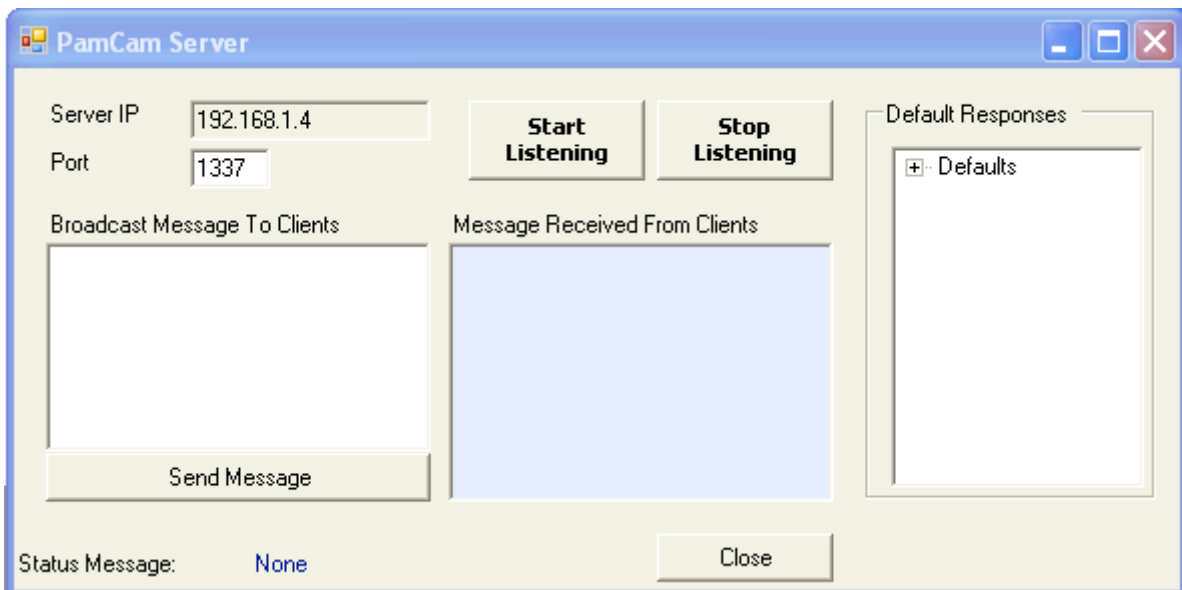 PamCam Server
Server IP
192.168.1.4
Port
1337
Start
Listening
Stop
Listening
Default Responses
Defaults
Broadcast Message To Clients
Message Received From Clients
Send Message
Status Message:
None
Close